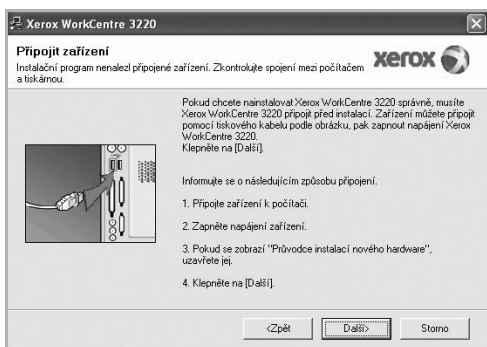 Xerox WorkCentre 3220
Připojit zařízení
Instalační program nenalezl připojené zařízení. Zkontrolujte spojení mezi počítačem
a tiskárnou.
xerox
Pokud chcete nainstalovat Xerox WorkCentre 3220 správně, musíte
Xerox WorkCentre 3220 připojit před instalací. Zařízení můžete připojit
pomocí tiskového kabelu podle obrázku, pak zapnout napájení Xerox
WorkCentre 3220.
Klepněte na [Další].
Informujte se o následujícím způsobu připojení.
1. Připojte zařízení k počítači.
2. Zapněte napájení zařízení.
3. Pokud se zobrazí "Průvodce instalací nového hardware",
uzavřete jej.
4. Klepněte na [Další].
<Zpět
Další>
Storno